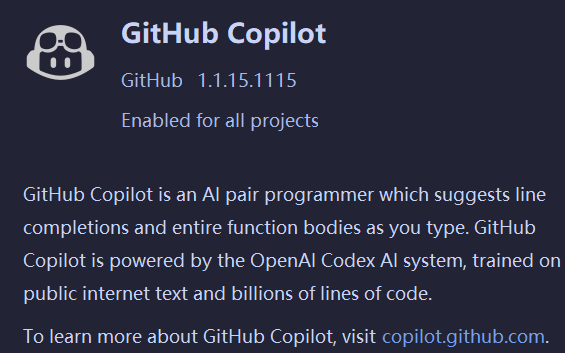 GitHub Copilot
GitHub 1.1.15.1115
Enabled for all projects
GitHub Copilot is an AI pair programmer which suggests line
completions and entire function bodies as you type. GitHub
Copilot is powered by the OpenAI Codex AI system, trained on
public internet text and billions of lines of code.
To learn more about GitHub Copilot, visit copilot.github.com.